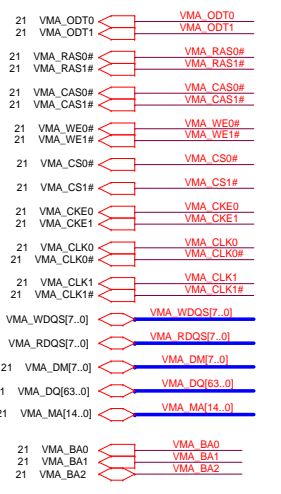 21 VMA_ODT0 VMA_ODT0
21 VMA_ODT1 VMA_ODT1
21 VMA_RAS0# VMA_RAS0#
21 VMA_RAS1# VMA_RAS1#
21 VMA_CAS0# VMA_CAS0#
21 VMA_CAS1# VMA_CAS1#
21 VMA_WE0# VMA_WE0#
21 VMA_WE1# VMA_WE1#
21 VMA_CS0# VMA_CS0#
21 VMA_CS1# VMA_CS1#
21 VMA_CKE0 VMA_CKE0
21 VMA_CKE1 VMA_CKE1
21 VMA_CLK0 VMA_CLK0
21 VMA_CLK0# VMA_CLK0#
21 VMA_CLK1 VMA_CLK1
21 VMA_CLK1# VMA_CLK1#
VMA_WDQS[7..0] VMA_WDQS[7..0]
VMA_RDQS[7..0] VMA_RDQS[7..0]
21 VMA_DM[7..0] VMA_DM[7..0]
1 VMA_DQ[63..0] VMA_DQ[63..0]
21 VMA_MA[14..0] VMA_MA[14..0]
21 VMA_BA0 VMA_BA0
21 VMA_BA1 VMA_BA1
21 VMA_BA2 VMA_BA2